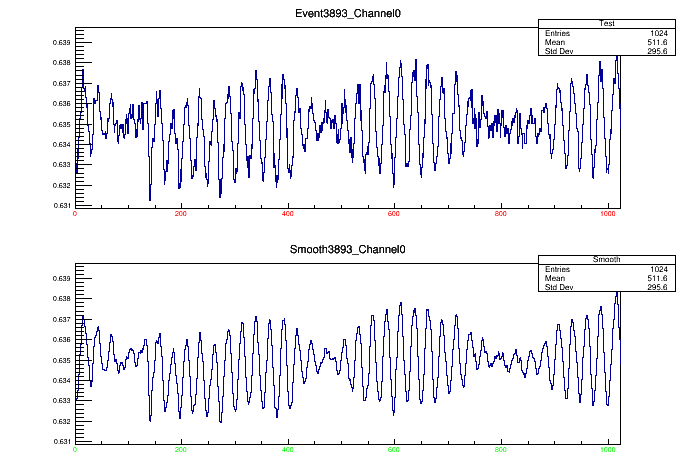 Event3893_Channel0
Test
Entries 1024
Mean 511.6
Std Dev 295.6
0.639
0.638
0.637
0.636
0.635
0.634
0.633
0.632
0.631
0 200 400 600 800 1000
Smooth3893_Channel0
Smooth
Entries 1024
Mean 511.6
Std Dev 295.6
0.639
0.638
0.637
0.636
0.635
0.634
0.633
0.632
0.631
0 200 400 600 800 1000